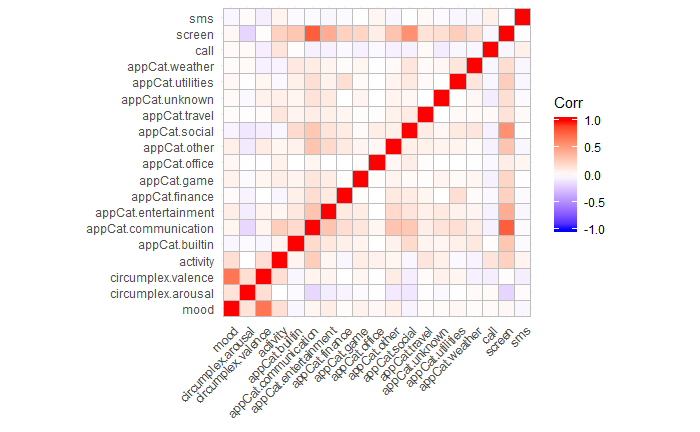 sms
screen
call
appCat.weather
appCat.utilities
appCat.unknown
appCat.travel
appCat.social
appCat.other
appCat.office
appCat.game
appCat.finance
appCat.entertainment
appCat.communication
appCat.builtin
activity
circumplex.valence
circumplex.arousal
mood
mood
circumplex.arousal
circumplex.valence
activity
appCat.builtin
appCat.communication
appCat.entertainment
appCat.finance
appCat.game
appCat.office
appCat.other
appCat.social
appCat.travel
appCat.unknown
appCat.utilities
appCat.weather
call
screen
sms
Corr
1.0
0.5
0.0
-0.5
-1.0